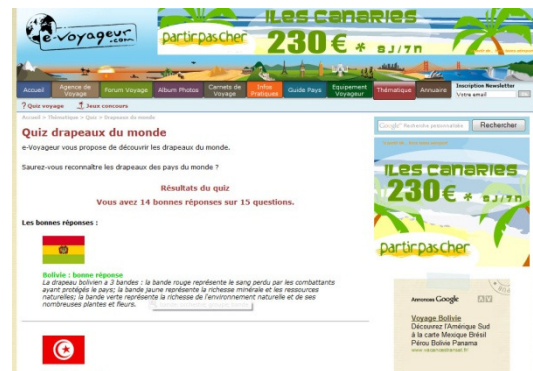 e-voyageur
.com
partirpascher
ILES CANARIES
230€ * 8J/7N
Accueil
Agence de Voyage
Forum Voyage
Album Photos
Carnets de Voyage
Infos Pratiques
Guide Pays
Equipement Voyageur
Thématique
Annuaire
Inscription Newsletter
Votre email
? Quiz voyage
Jeux concours
Accueil > Thématique > Quiz > Drapeaux du monde
Google Recherche personnalisée
Rechercher
Quiz drapeaux du monde
e-Voyageur vous propose de découvrir les drapeaux du monde.
Saurez-vous reconnaître les drapeaux des pays du monde ?
Résultats du quiz
Vous avez 14 bonnes réponses sur 15 questions.
Les bonnes réponses :
Bolivie : bonne réponse
La drapeau bolivien a 3 bandes : la bande rouge représente le sang perdu par les combattants
ayant protégés le pays; la bande jaune représente la richesse minérale et les ressources
naturelles; la bande verte représente la richesse de l'environnement naturelle et de ses
nombreuses plantes et fleurs.
ILES CANARIES
230€ * 8J/7N
partirpascher
Annonces Google
Voyage Bolivie
Découvrez l'Amérique Sud
à la carte Mexique Brésil
Pérou Bolivie Panama